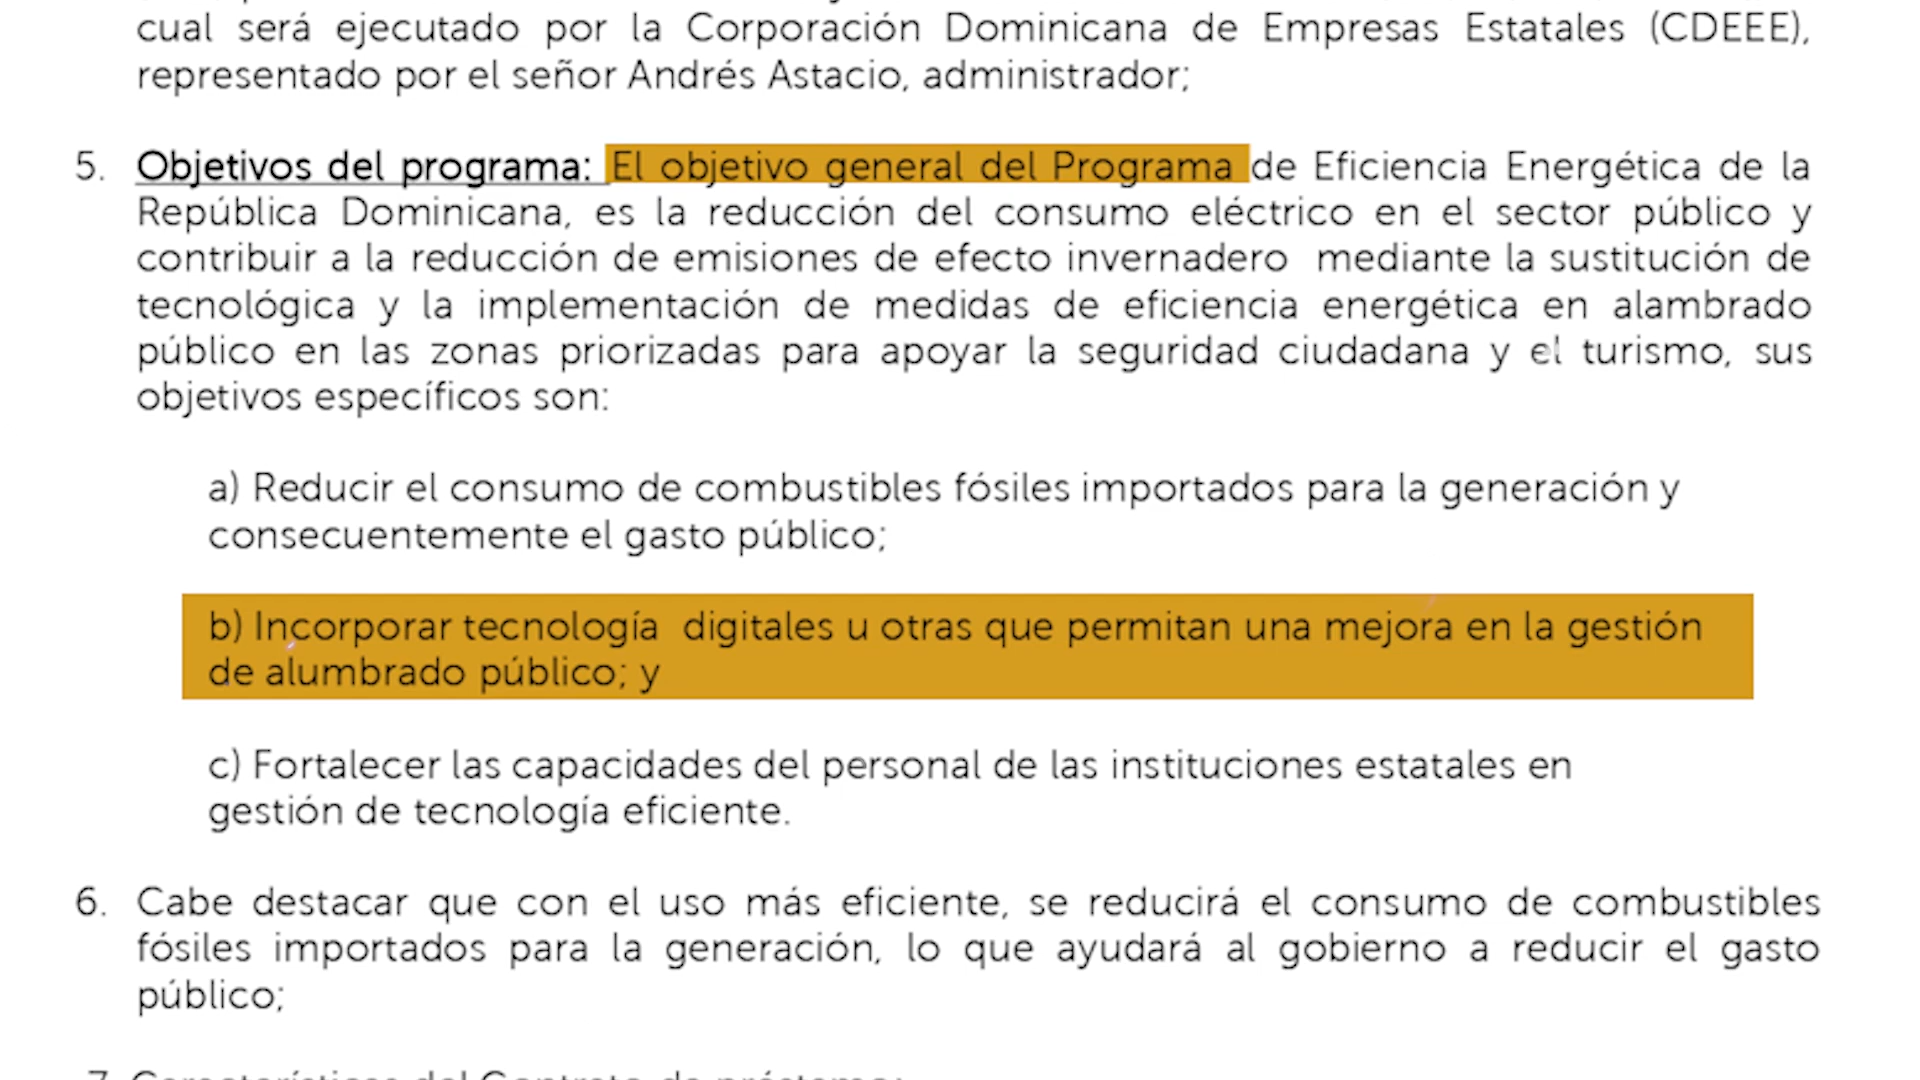 cual será ejecutado por la Corporación Dominicana de Empresas Estatales (CDEEE),
representado por el señor Andrés Astacio, administrador;
5. Objetivos del programa: El objetivo general del Programa de Eficiencia Energética de la
República Dominicana, es la reducción del consumo eléctrico en el sector público y
contribuir a la reducción de emisiones de efecto invernadero mediante la sustitución de
tecnológica y la implementación de medidas de eficiencia energética en alambrado
público en las zonas priorizadas para apoyar la seguridad ciudadana y el turismo, sus
objetivos específicos son:
a) Reducir el consumo de combustibles fósiles importados para la generación y
consecuentemente el gasto público;
b) Incorporar tecnología digitales u otras que permitan una mejora en la gestión
de alumbrado público; y
c) Fortalecer las capacidades del personal de las instituciones estatales en
gestión de tecnología eficiente.
6. Cabe destacar que con el uso más eficiente, se reducirá el consumo de combustibles
fósiles importados para la generación, lo que ayudará al gobierno a reducir el gasto
público;
7. Características del Contrato de préstamo: